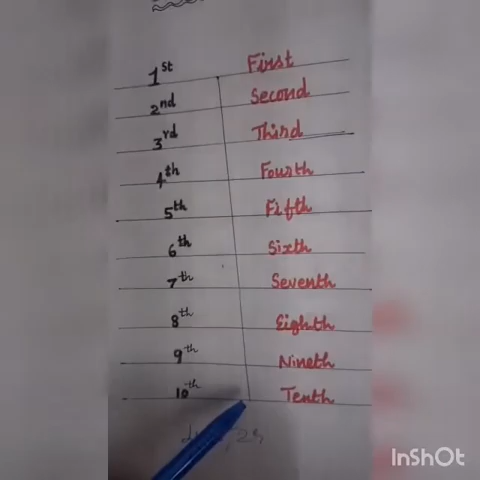 1st First
2nd Second
3rd Third
4th Fourth
5th Fifth
6th Sixth
7th Seventh
8th Eighth
9th Nineth
10th Tenth
InShOt